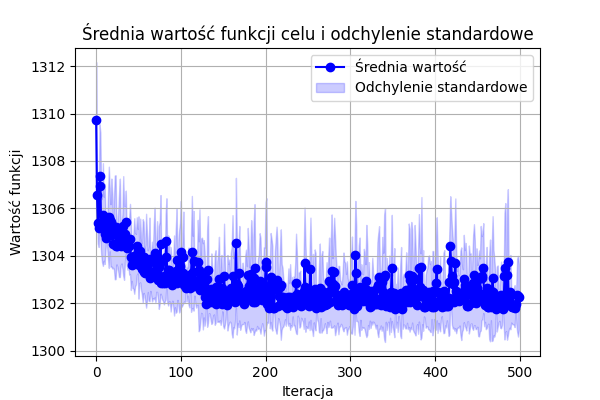 Średnia wartość funkcji celu i odchylenie standardowe
Średnia wartość
Odchylenie standardowe
Wartość funkcji
1312
1310
1308
1306
1304
1302
1300
0 100 200 300 400 500
Iteracja